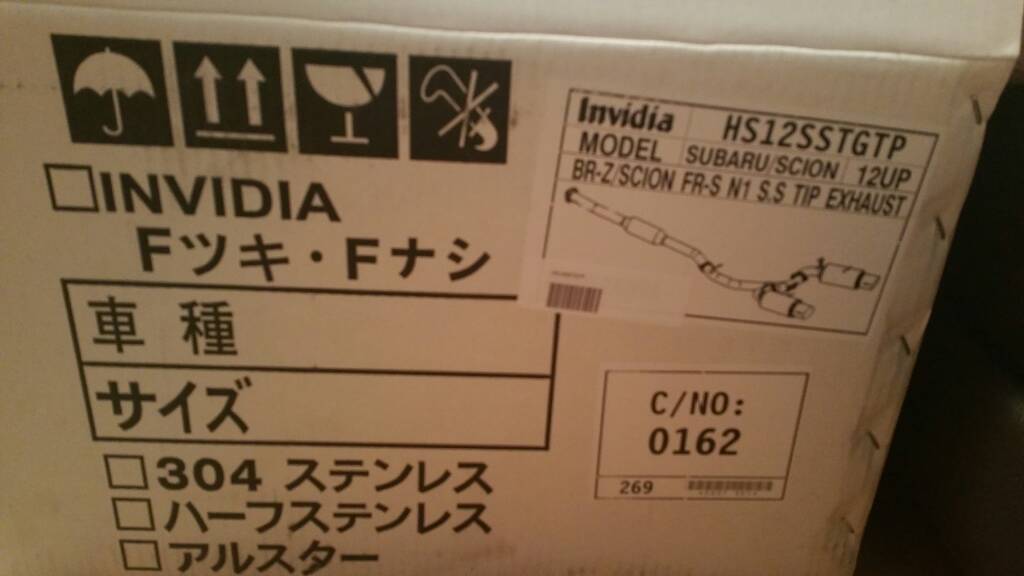 □INVIDIA
Fツキ・Fナシ
車種
サイズ
□304 ステンレス
□ハーフステンレス
□アルスター
Invidia HS12SSTGTP
MODEL SUBARU/SCION 12UP
BR-Z/SCION FR-S N1 S.S TIP EXHAUST
C/NO:
0162
269